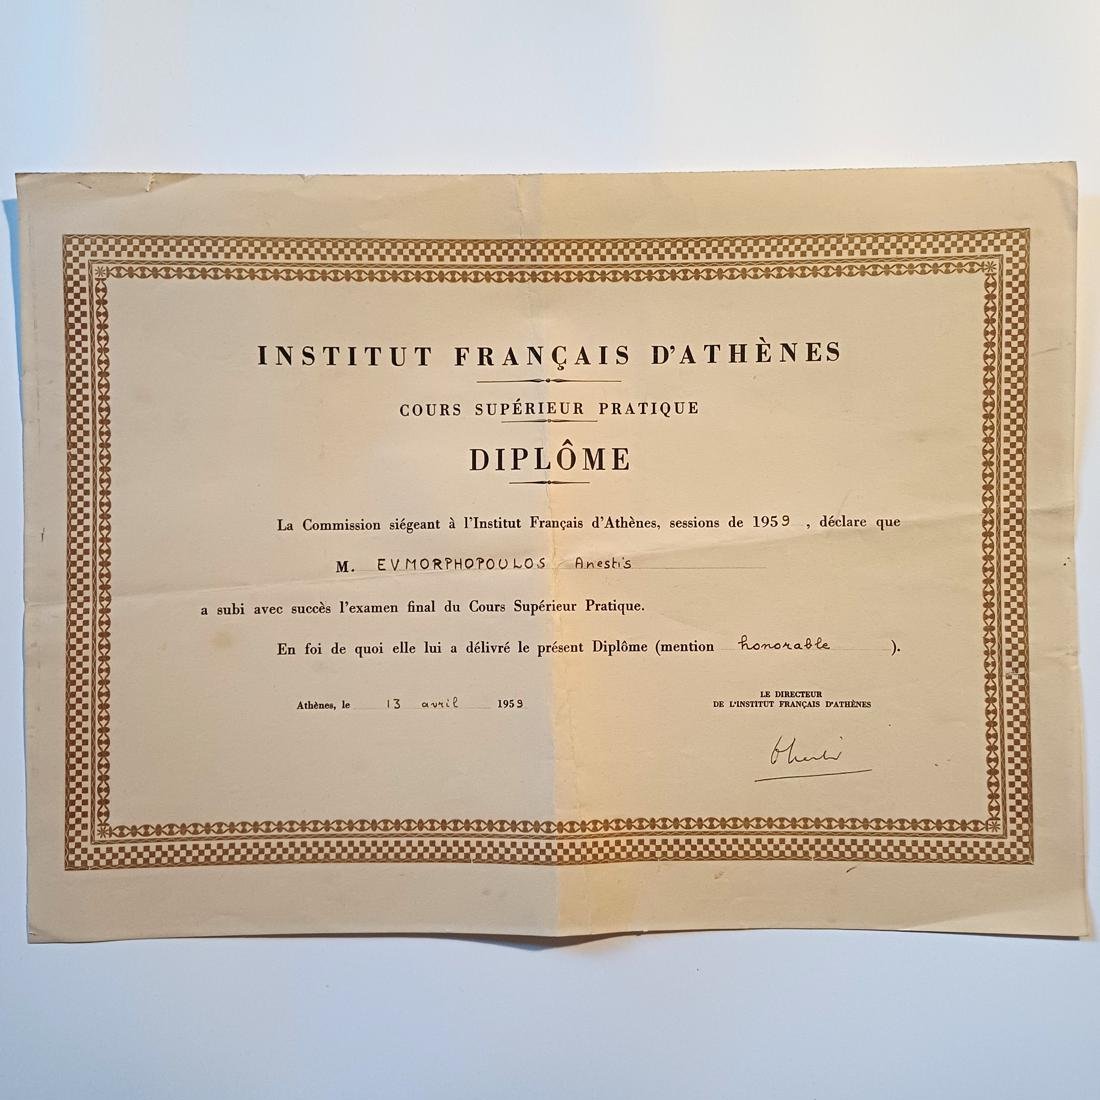 INSTITUT FRANÇAIS D'ATHÈNES
COURS SUPÉRIEUR PRATIQUE
DIPLÔME
La Commission siégeant à l'Institut Français d'Athènes, sessions de 1959 , déclare que
M. EVMORPHOPOULOS Anestis
a subi avec succès l'examen final du Cours Supérieur Pratique.
En foi de quoi elle lui a délivré le présent Diplôme (mention honorable ).
Athènes, le 13 avril 1959
LE DIRECTEUR
DE L'INSTITUT FRANÇAIS D'ATHÈNES